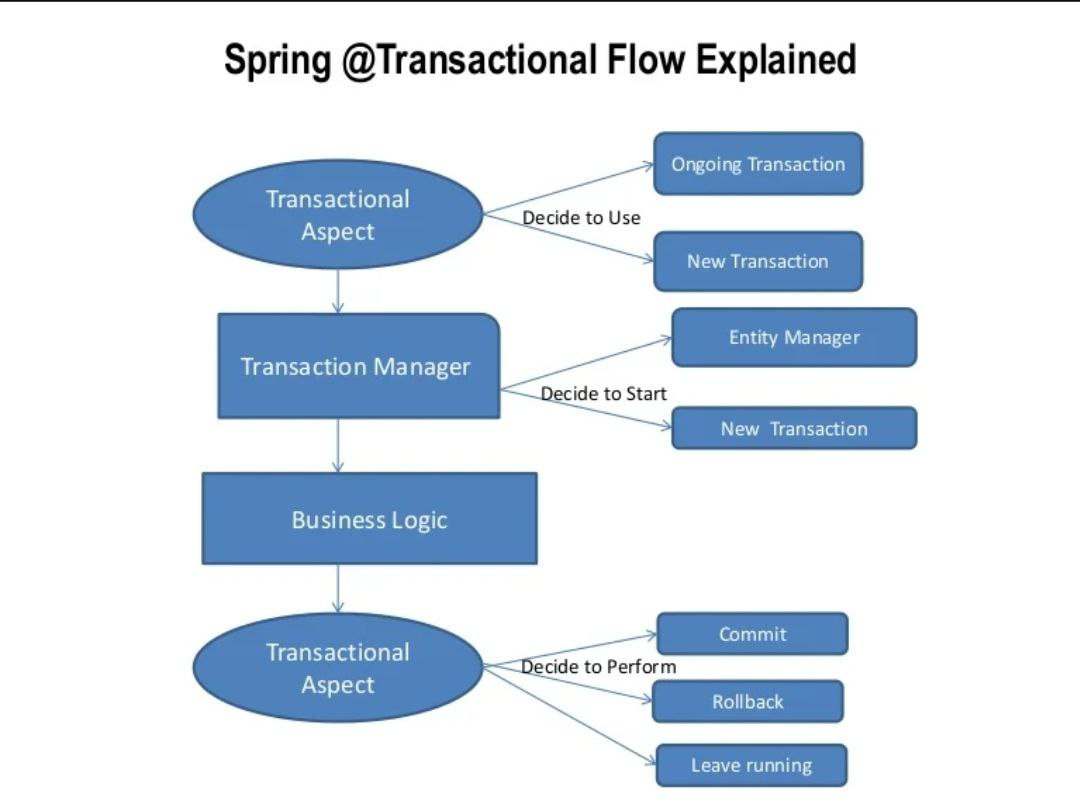 Spring @Transactional Flow Explained
Transactional
Aspect
Ongoing Transaction
Decide to Use
New Transaction
Transaction Manager
Entity Manager
Decide to Start
New  Transaction
Business Logic
Transactional
Aspect
Commit
Decide to Perform
Rollback
Leave running